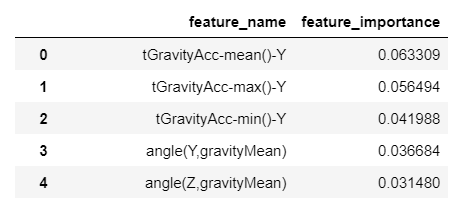 feature_name feature_importance
0 tGravityAcc-mean()-Y 0.063309
1 tGravityAcc-max()-Y 0.056494
2 tGravityAcc-min()-Y 0.041988
3 angle(Y,gravityMean) 0.036684
4 angle(Z,gravityMean) 0.031480